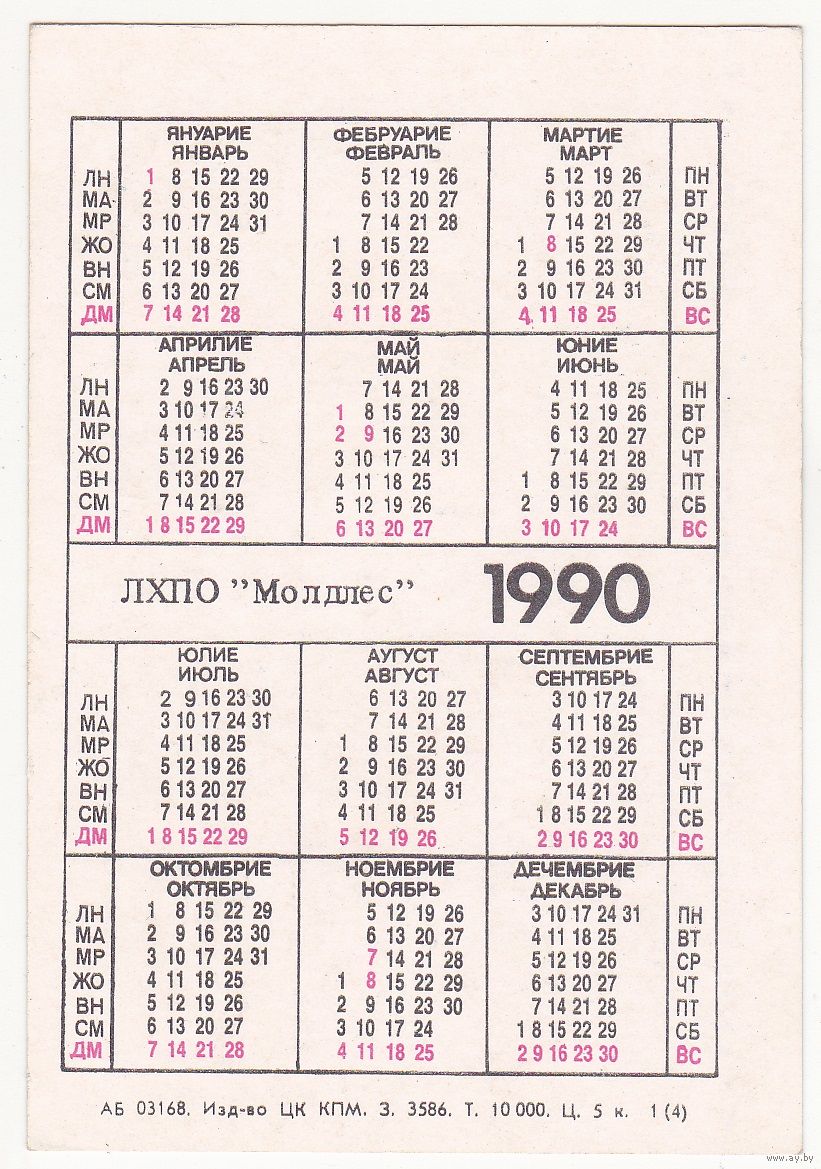 ЯНУАРИЕ ФЕБРУАРИЕ МАРТИЕ
ЯНВАРЬ ФЕВРАЛЬ МАРТ
ЛН 1 8 15 22 29 5 12 19 26 5 12 19 26 ПН
МА 2 9 16 23 30 6 13 20 27 6 13 20 27 ВТ
МР 3 10 17 24 31 7 14 21 28 7 14 21 28 СР
ЖО 4 11 18 25 1 8 15 22 1 8 15 22 29 ЧТ
ВН 5 12 19 26 2 9 16 23 2 9 16 23 30 ПТ
СМ 6 13 20 27 3 10 17 24 3 10 17 24 31 СБ
ДМ 7 14 21 28 4 11 18 25 4 11 18 25 ВС
АПРИЛИЕ МАЙ ЮНИЕ
АПРЕЛЬ МАЙ ИЮНЬ
ЛН 2 9 16 23 30 7 14 21 28 4 11 18 25 ПН
МА 3 10 17 24 1 8 15 22 29 5 12 19 26 ВТ
МР 4 11 18 25 2 9 16 23 30 6 13 20 27 СР
ЖО 5 12 19 26 3 10 17 24 31 7 14 21 28 ЧТ
ВН 6 13 20 27 4 11 18 25 1 8 15 22 29 ПТ
СМ 7 14 21 28 5 12 19 26 2 9 16 23 30 СБ
ДМ 1 8 15 22 29 6 13 20 27 3 10 17 24 ВС
ЛХПО "Молдлес" 1990
ЮЛИЕ АУГУСТ СЕПТЕМБРИЕ
ИЮЛЬ АВГУСТ СЕНТЯБРЬ
ЛН 2 9 16 23 30 6 13 20 27 3 10 17 24 ПН
МА 3 10 17 24 31 7 14 21 28 4 11 18 25 ВТ
МР 4 11 18 25 1 8 15 22 29 5 12 19 26 СР
ЖО 5 12 19 26 2 9 16 23 30 6 13 20 27 ЧТ
ВН 6 13 20 27 3 10 17 24 31 7 14 21 28 ПТ
СМ 7 14 21 28 4 11 18 25 1 8 15 22 29 СБ
ДМ 1 8 15 22 29 5 12 19 26 2 9 16 23 30 ВС
ОКТОМБРИЕ НОЕМБРИЕ ДЕЧЕМБРИЕ
ОКТЯБРЬ НОЯБРЬ ДЕКАБРЬ
ЛН 1 8 15 22 29 5 12 19 26 3 10 17 24 31 ПН
МА 2 9 16 23 30 6 13 20 27 4 11 18 25 ВТ
МР 3 10 17 24 31 7 14 21 28 5 12 19 26 СР
ЖО 4 11 18 25 1 8 15 22 29 6 13 20 27 ЧТ
ВН 5 12 19 26 2 9 16 23 30 7 14 21 28 ПТ
СМ 6 13 20 27 3 10 17 24 1 8 15 22 29 СБ
ДМ 7 14 21 28 4 11 18 25 2 9 16 23 30 ВС
АБ 03168. Изд-во ЦК КПМ. З. 3586. Т. 10 000. Ц. 5 к. 1 (4)
www.ay.by